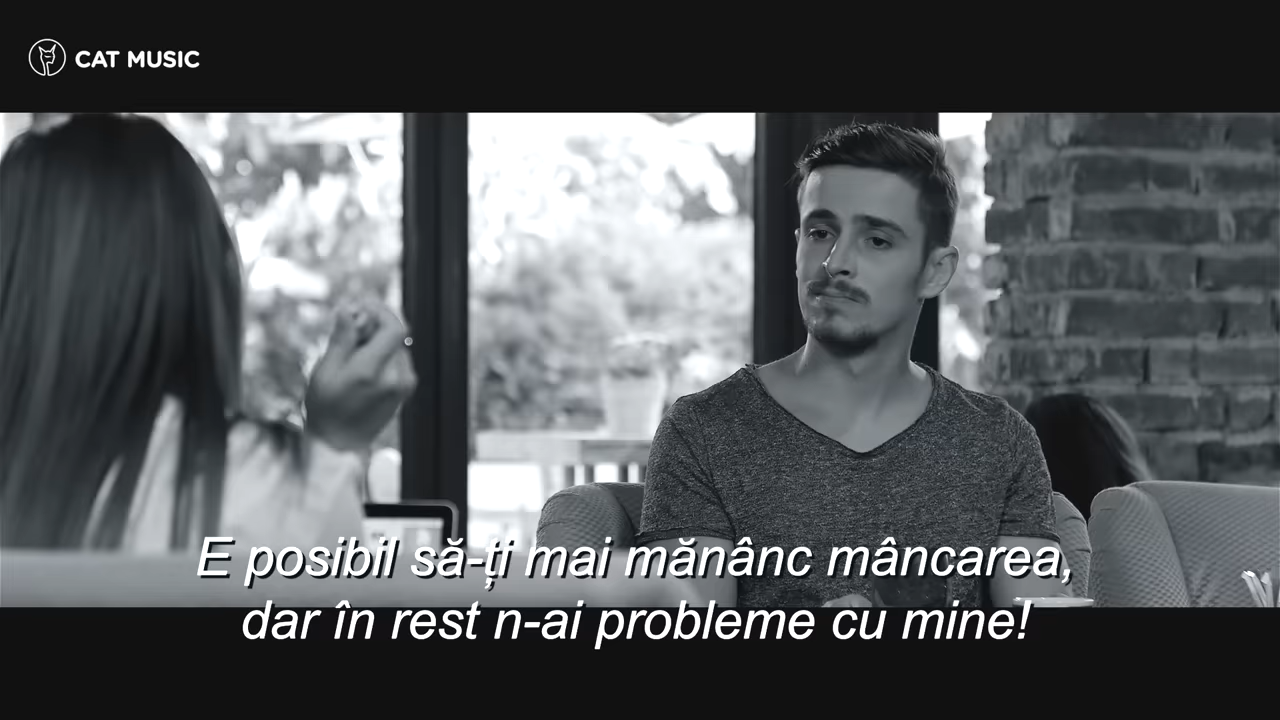 CAT MUSIC
E posibil să-ți mai mănânc mâncarea,
dar în rest n-ai probleme cu mine!